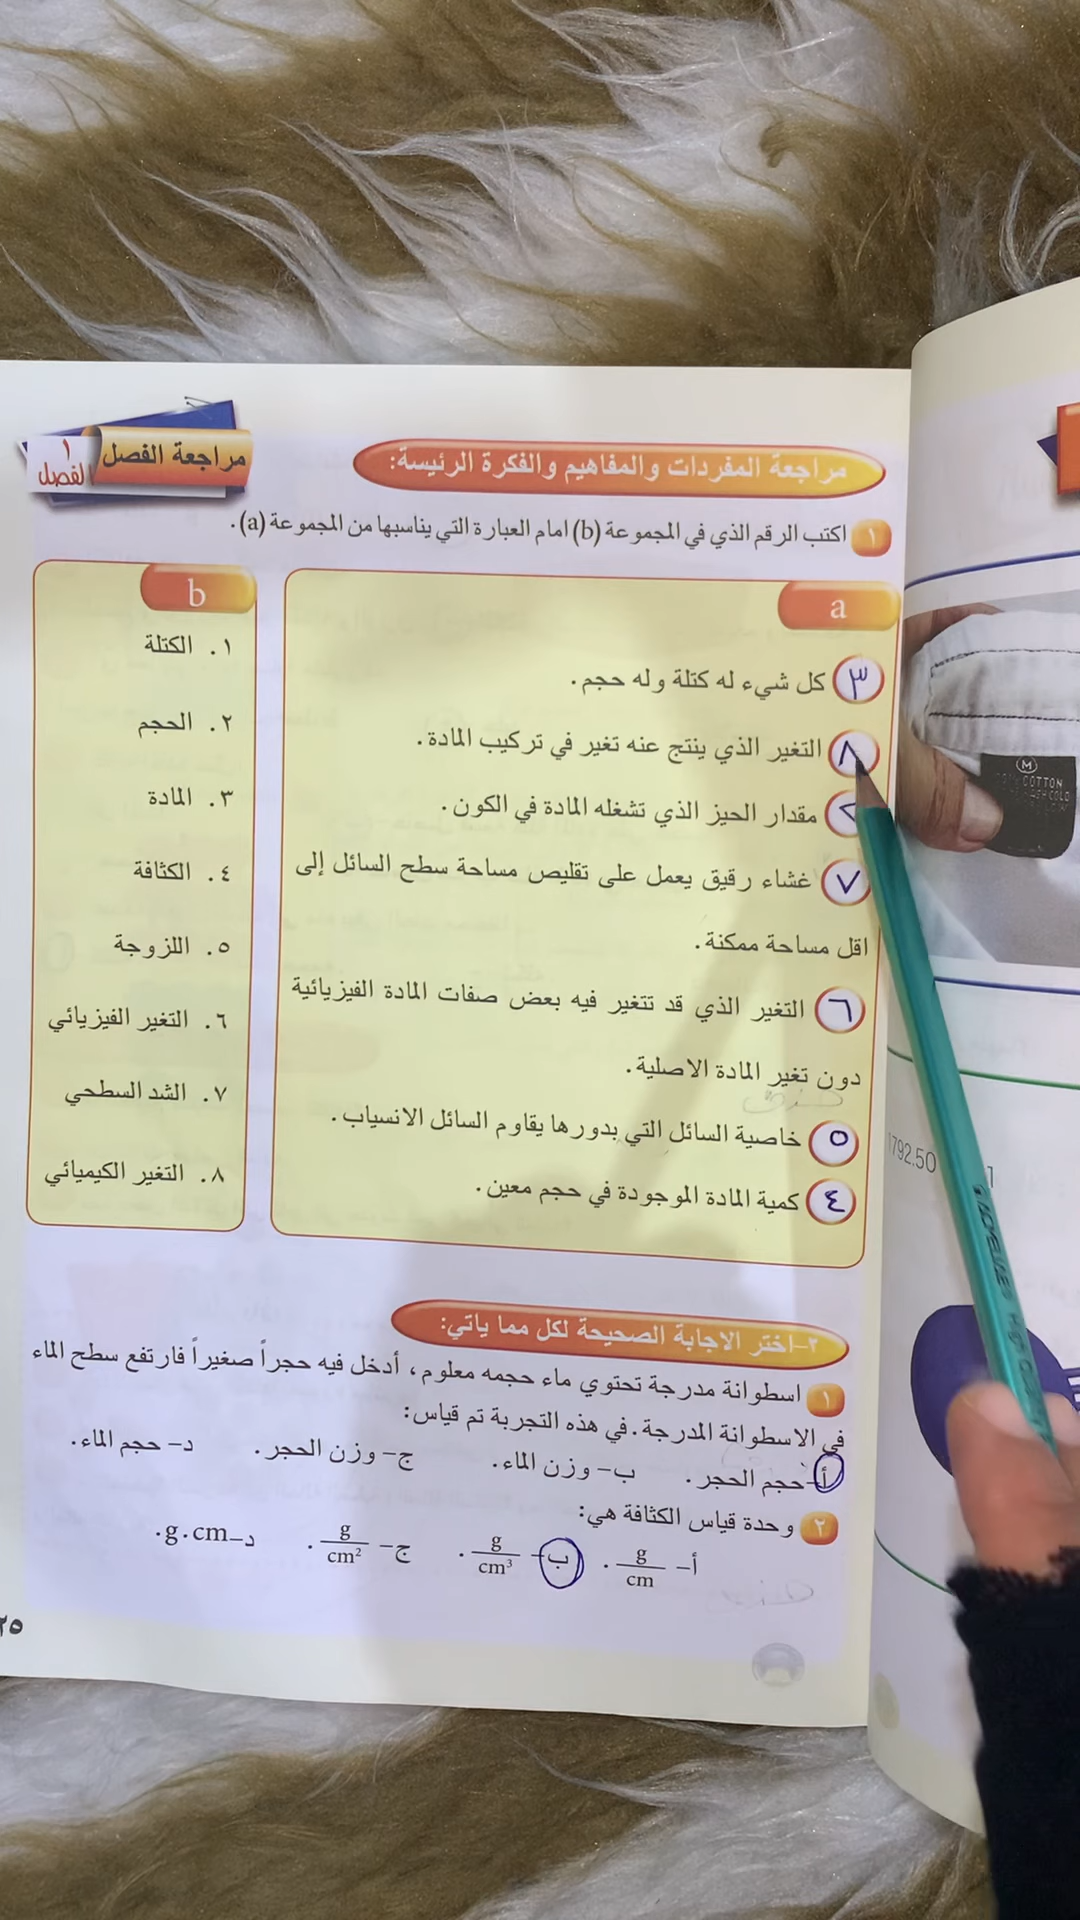 مراجعة المفردات والمفاهيم والفكرة الرئيسة:
مراجعة الفصل ١
الفصل
١ اكتب الرقم الذي في المجموعة (b) امام العبارة التي يناسبها من المجموعة (a).
a
٣ كل شيء له كتلة وله حجم.
٨ التغير الذي ينتج عنه تغير في تركيب المادة.
مقدار الحيز الذي تشغله المادة في الكون.
٧ غشاء رقيق يعمل على تقليص مساحة سطح السائل إلى
اقل مساحة ممكنة.
٦ التغير الذي قد تتغير فيه بعض صفات المادة الفيزيائية
دون تغير المادة الاصلية.
٥ خاصية السائل التي بدورها يقاوم السائل الانسياب.
٤ كمية المادة الموجودة في حجم معين.
b
١. الكتلة
٢. الحجم
٣. المادة
٤. الكثافة
٥. اللزوجة
٦. التغير الفيزيائي
٧. الشد السطحي
٨. التغير الكيميائي
٢-اختر الاجابة الصحيحة لكل مما ياتي:
١ اسطوانة مدرجة تحتوي ماء حجمه معلوم، أدخل فيه حجراً صغيراً فارتفع سطح الماء
في الاسطوانة المدرجة. في هذه التجربة تم قياس:
أ- حجم الحجر. ب- وزن الماء. ج- وزن الحجر. د- حجم الماء.
٢ وحدة قياس الكثافة هي:
أ- g/cm. ب- g/cm³. ج- g/cm². د- g.cm.
٢٥
M
COTTON
1792.50